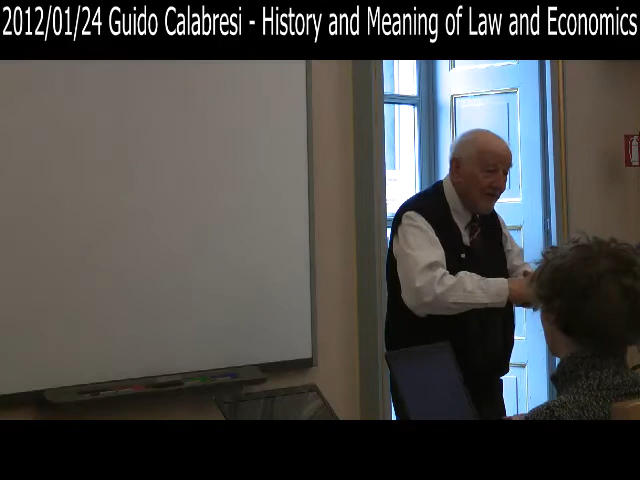 2012/01/24 Guido Calabresi - History and Meaning of Law and Economics